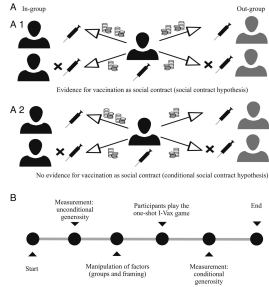 A
In-group
Out-group
A 1
Evidence for vaccination as social contract (social contract hypothesis)
A 2
No evidence for vaccination as social contract (conditional social contract hypothesis)
B
Measurement:
unconditional
generosity
Participants play the
one-shot I-Vax game
End
Start
Manipulation of factors
(groups and framing)
Measurement:
conditional
generosity